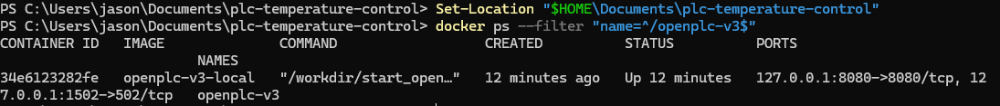 PS C:\Users\jason\Documents\plc-temperature-control> Set-Location "$HOME\Documents\plc-temperature-control"
PS C:\Users\jason\Documents\plc-temperature-control> docker ps --filter "name=^/openplc-v3$"
CONTAINER ID   IMAGE              COMMAND                  CREATED          STATUS          PORTS
                         NAMES
34e6123282fe   openplc-v3-local   "/workdir/start_open…"   12 minutes ago   Up 12 minutes   127.0.0.1:8080->8080/tcp, 12
7.0.0.1:1502->502/tcp   openplc-v3